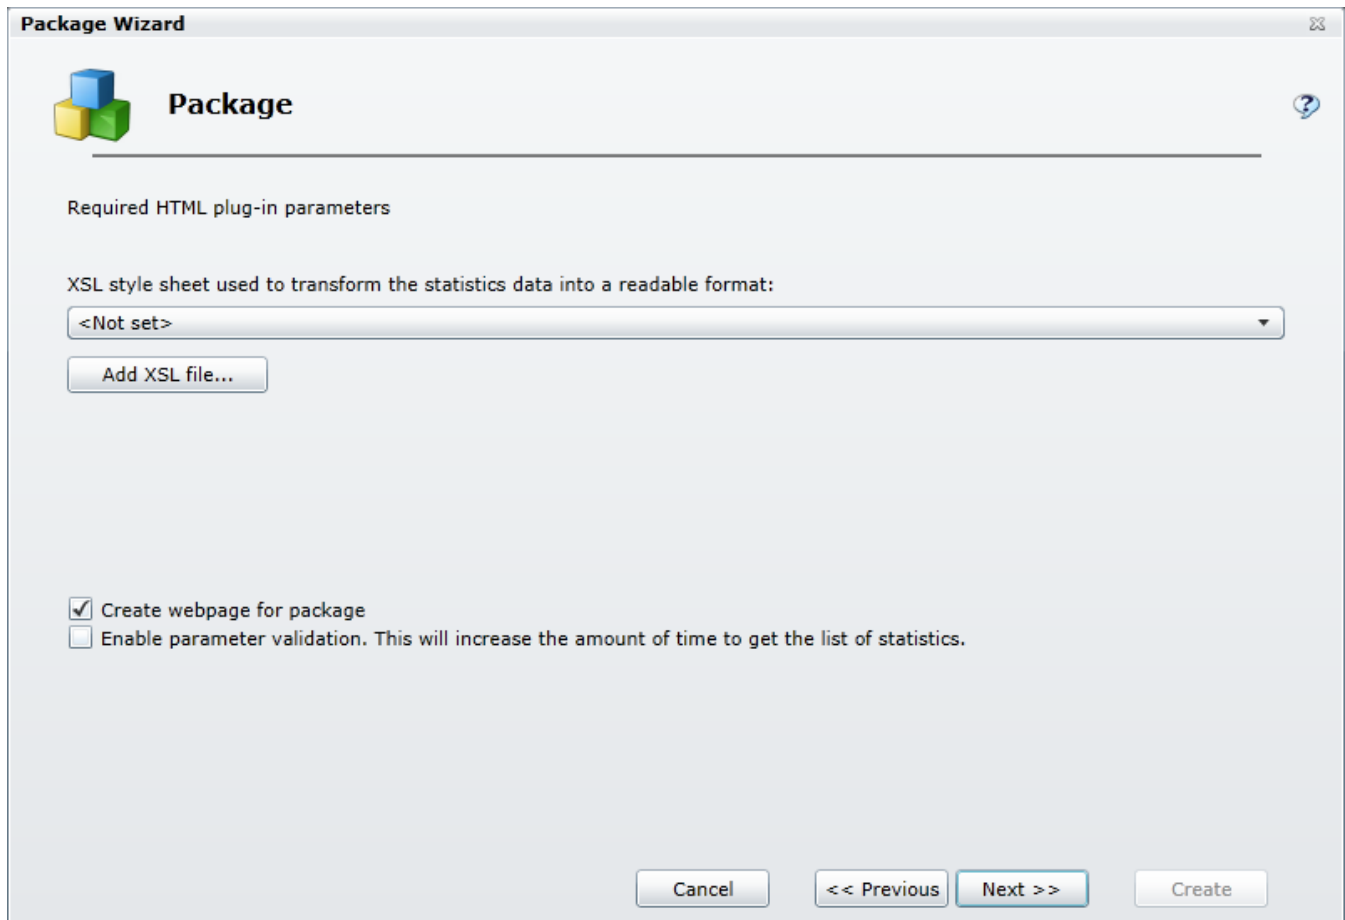 Package Wizard
Package
Required HTML plug-in parameters
XSL style sheet used to transform the statistics data into a readable format:
<Not set>
Add XSL file...
Create webpage for package
Enable parameter validation. This will increase the amount of time to get the list of statistics.
Cancel << Previous Next >> Create